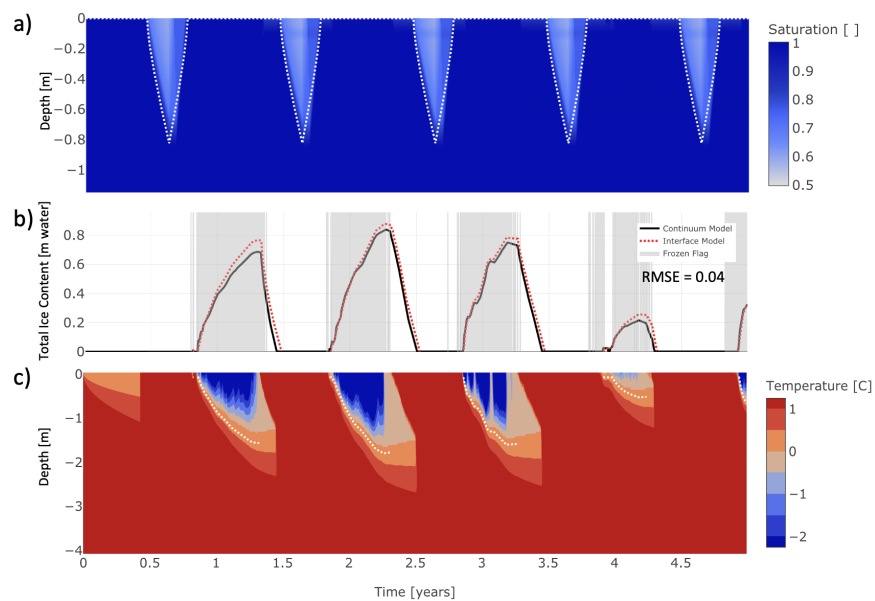 a)
Depth [m]
0
−0.2
−0.4
−0.6
−0.8
−1
Saturation [ ]
1
0.9
0.8
0.7
0.6
0.5
b)
Total Ice Content [m water]
0.8
0.6
0.4
0.2
0
Continuum Model
Interface Model
Frozen Flag
RMSE = 0.04
c)
Depth [m]
0
−1
−2
−3
−4
Temperature [C]
1
0
−1
−2
0 0.5 1 1.5 2 2.5 3 3.5 4 4.5
Time [years]